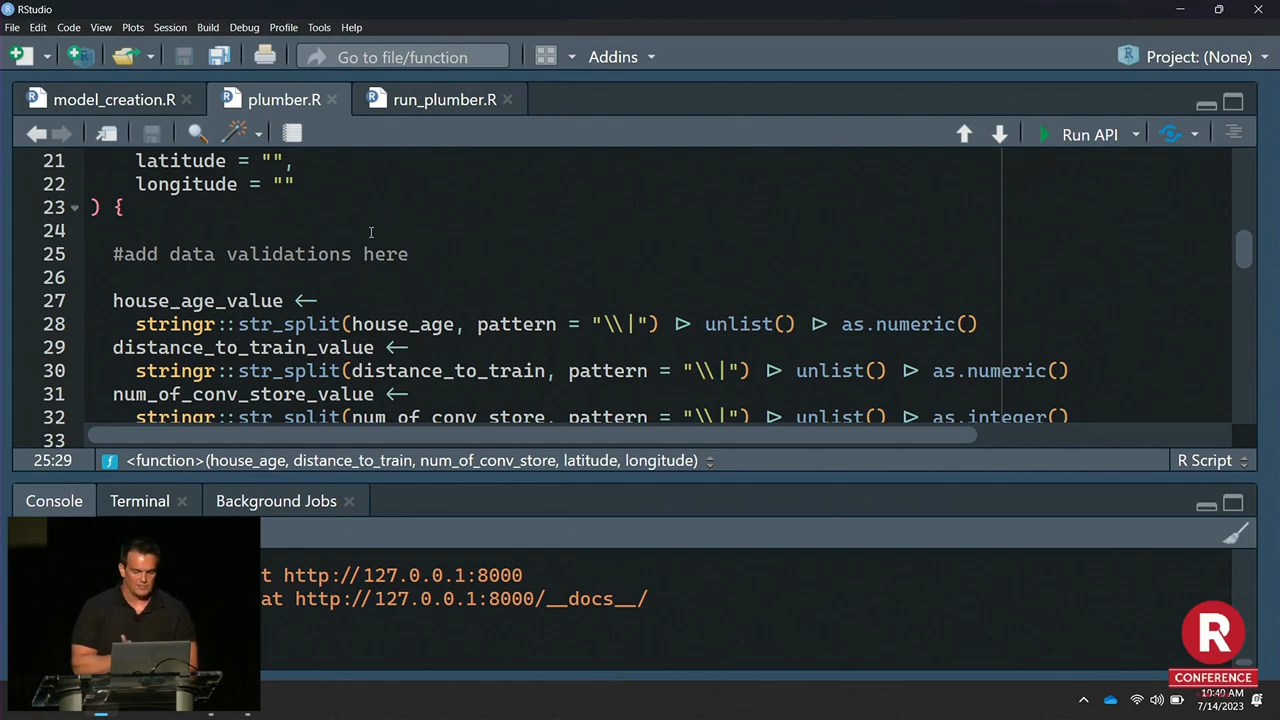 RStudio
File Edit Code View Plots Session Build Debug Profile Tools Help
Go to file/function Addins Project: (None)
model_creation.R plumber.R run_plumber.R
Run API
21 latitude = "",
22 longitude = ""
23 ) {
24
25 #add data validations here
26
27 house_age_value <-
28 stringr::str_split(house_age, pattern = "\\|") |> unlist() |> as.numeric()
29 distance_to_train_value <-
30 stringr::str_split(distance_to_train, pattern = "\\|") |> unlist() |> as.numeric()
31 num_of_conv_store_value <-
32 stringr::str_split(num_of_conv_store, pattern = "\\|") |> unlist() |> as.integer()
33
25:29 <function>(house_age, distance_to_train, num_of_conv_store, latitude, longitude) R Script
Console Terminal Background Jobs
t http://127.0.0.1:8000
at http://127.0.0.1:8000/__docs__/
R
CONFERENCE
10:40 AM
7/14/2023